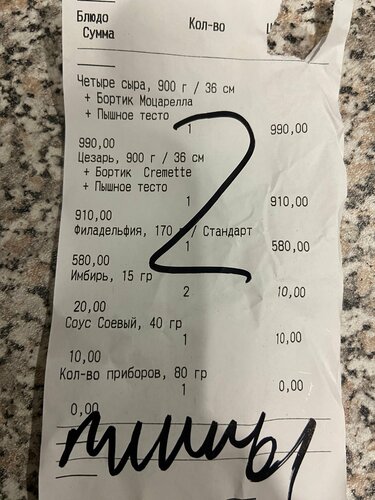 Блюдо Кол-во
Сумма
Четыре сыра, 900 г / 36 см
+ Бортик Моцарелла
+ Пышное тесто
1 990,00
990,00
Цезарь, 900 г / 36 см
+ Бортик Cremette
+ Пышное тесто
1 910,00
910,00
Филадельфия, 170 г / Стандарт
1 580,00
580,00
Имбирь, 15 гр
2 10,00
20,00
Соус Соевый, 40 гр
1 10,00
10,00
Кол-во приборов, 80 гр
1 0,00
0,00
2